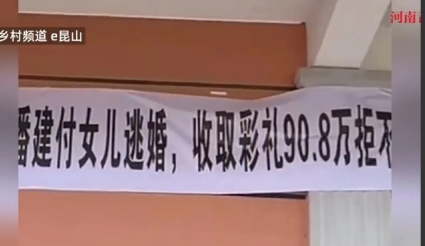 乡村频道 e昆山
河南
潘建付女儿逃婚，收取彩礼90.8万拒不